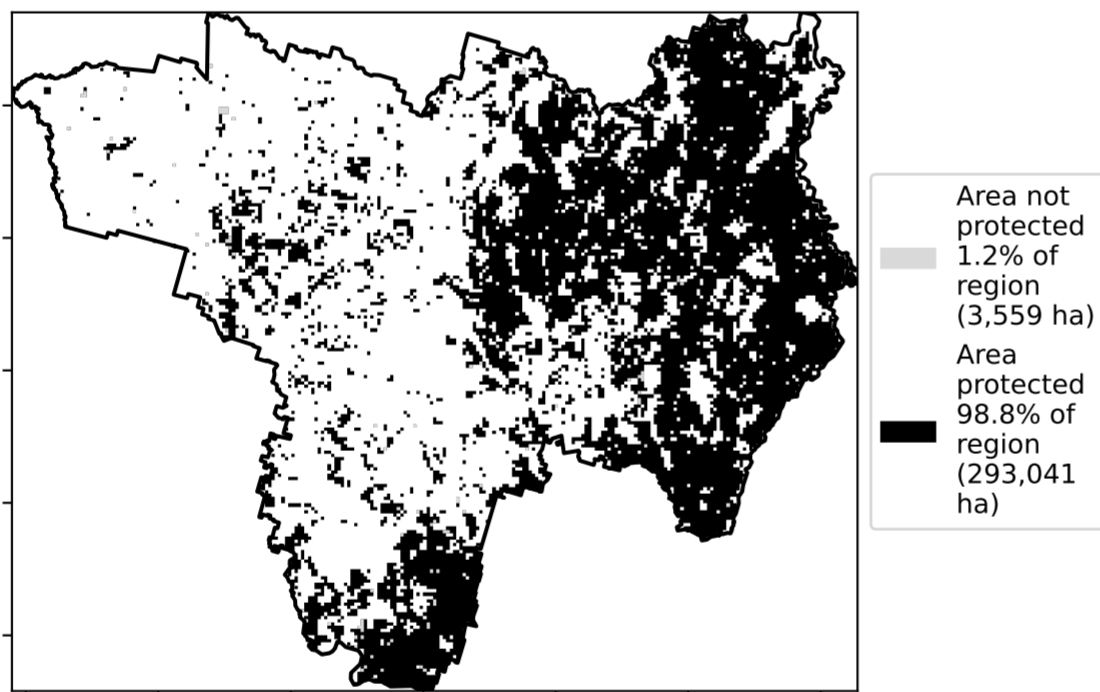 Area not
protected
1.2% of
region
(3,559 ha)
Area
protected
98.8% of
region
(293,041
ha)